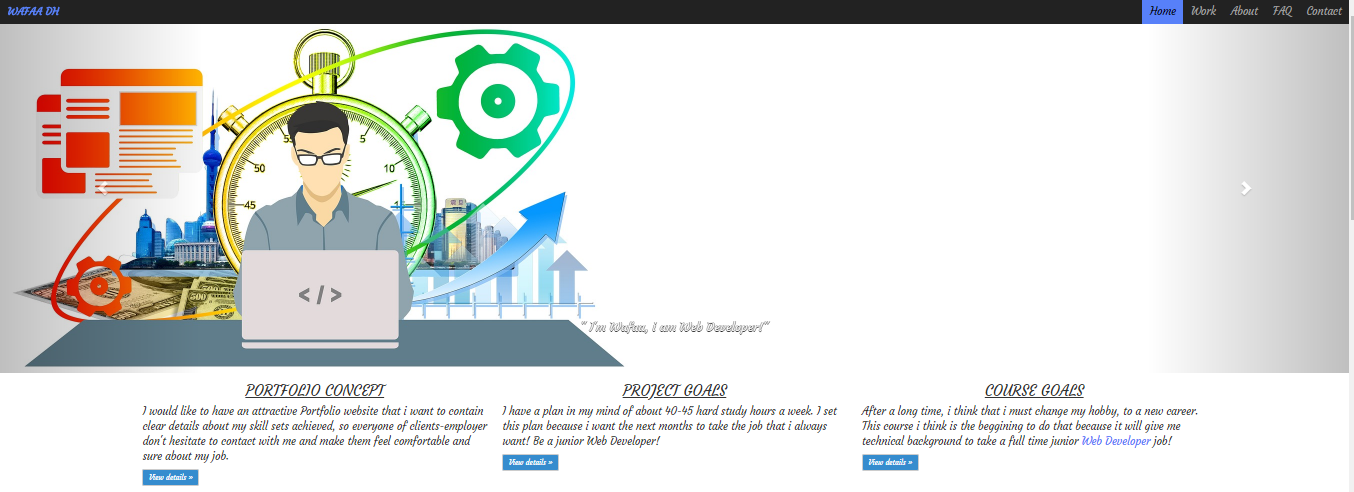 WAFAA DH
Home Work About FAQ Contact
55
5
50
10
45
</>
500
" I'm Wafaa, I am Web Developer!"
PORTFOLIO CONCEPT
I would like to have an attractive Portfolio website that i want to contain
clear details about my skill sets achieved, so everyone of clients-employer
don't hesitate to contact with me and make them feel comfortable and
sure about my job.
View details »
PROJECT GOALS
I have a plan in my mind of about 40-45 hard study hours a week. I set
this plan because i want the next months to take the job that i always
want! Be a junior Web Developer!
View details »
COURSE GOALS
After a long time, i think that i must change my hobby, to a new career.
This course i think is the beggining to do that because it will give me
technical background to take a full time junior Web Developer job!
View details »